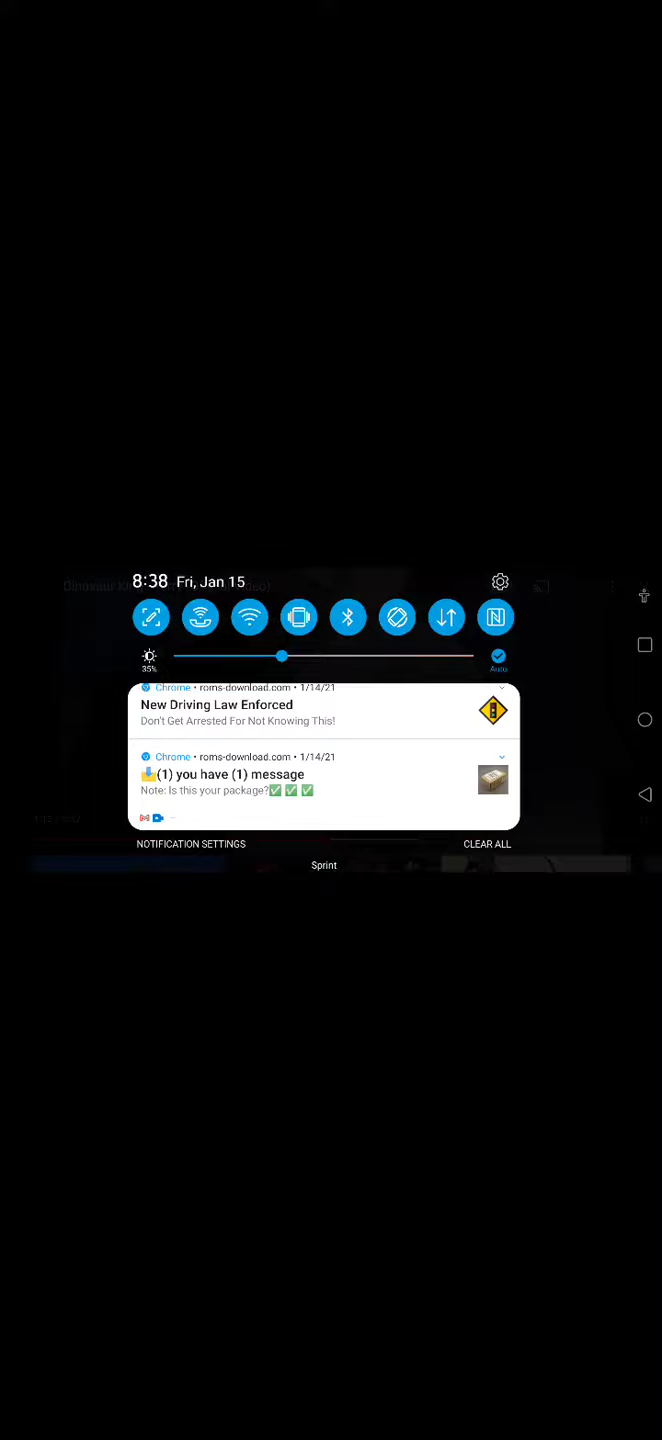 8:38 Fri, Jan 15
35%
Auto
Chrome • roms-download.com • 1/14/21
New Driving Law Enforced
Don't Get Arrested For Not Knowing This!
Chrome • roms-download.com • 1/14/21
📩(1) you have (1) message
Note: Is this your package?✅✅✅
NOTIFICATION SETTINGS
CLEAR ALL
Sprint